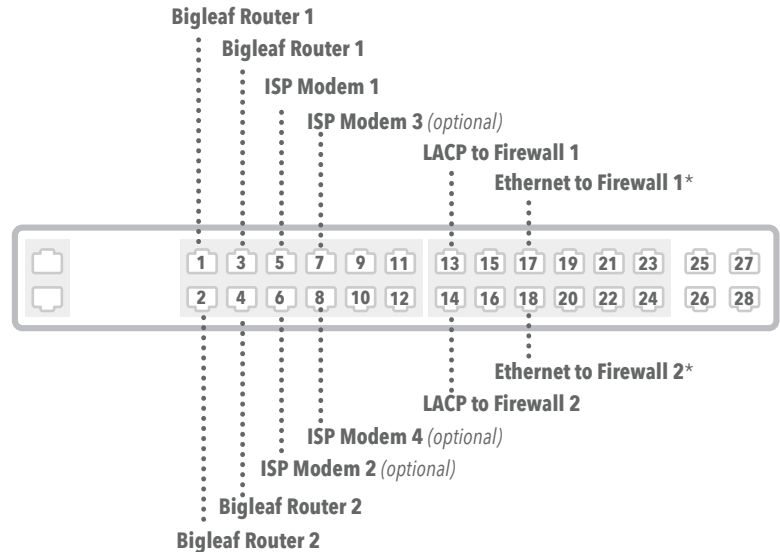 Bigleaf Router 1
Bigleaf Router 1
ISP Modem 1
ISP Modem 3 (optional)
LACP to Firewall 1
Ethernet to Firewall 1*
1 3 5 7 9 11 13 15 17 19 21 23 25 27
2 4 6 8 10 12 14 16 18 20 22 24 26 28
Ethernet to Firewall 2*
LACP to Firewall 2
ISP Modem 4 (optional)
ISP Modem 2 (optional)
Bigleaf Router 2
Bigleaf Router 2